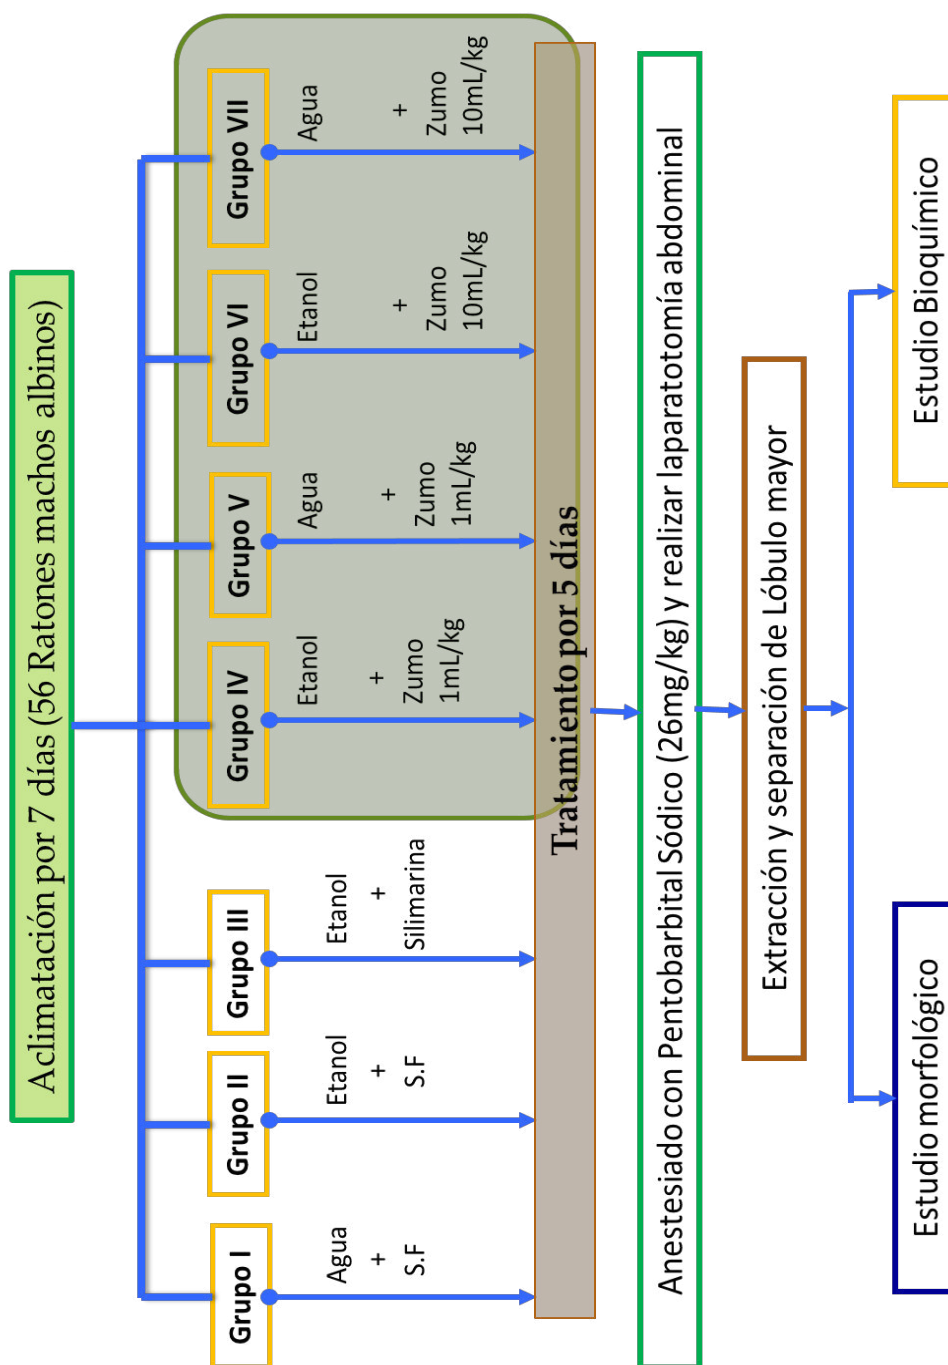 Aclimatación por 7 días (56 Ratones machos albinos)
Grupo I
Agua
+
S.F
Grupo II
Etanol
+
S.F
Grupo III
Etanol
+
Silimarina
Grupo IV
Etanol
+
Zumo
1mL/kg
Grupo V
Agua
+
Zumo
1mL/kg
Grupo VI
Etanol
+
Zumo
10mL/kg
Grupo VII
Agua
+
Zumo
10mL/kg
Tratamiento por 5 días
Anestesiado con Pentobarbital Sódico (26mg/kg) y realizar laparatotomía abdominal
Extracción y separación de Lóbulo mayor
Estudio morfológico
Estudio Bioquímico